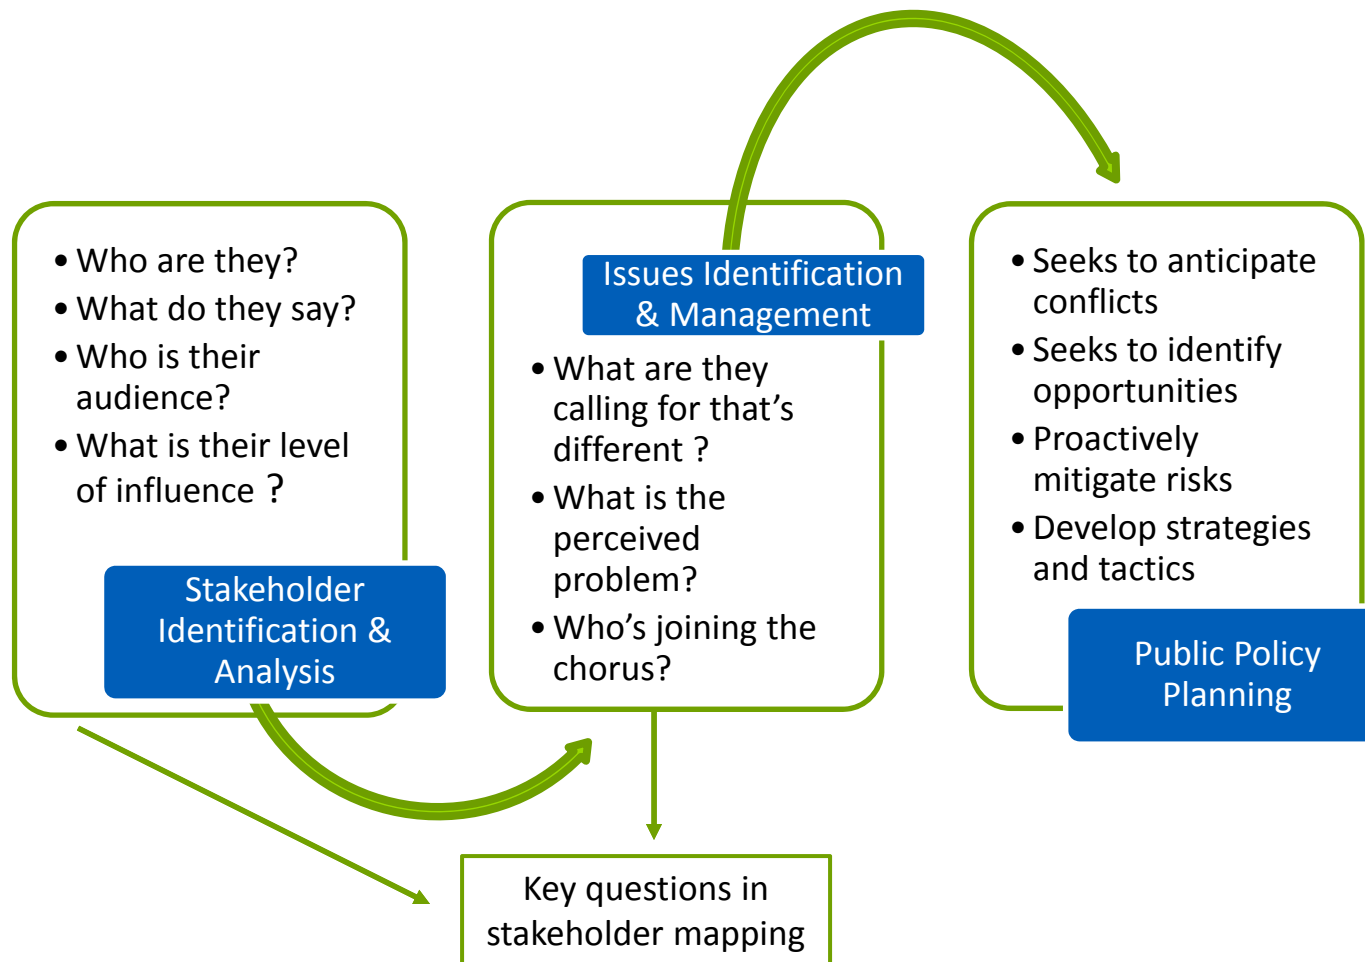 • Who are they?
• What do they say?
• Who is their
audience?
• What is their level
of influence ?
Stakeholder
Identification &
Analysis
Issues Identification
& Management
• What are they
calling for that’s
different ?
• What is the
perceived
problem?
• Who’s joining the
chorus?
• Seeks to anticipate
conflicts
• Seeks to identify
opportunities
• Proactively
mitigate risks
• Develop strategies
and tactics
Public Policy
Planning
Key questions in
stakeholder mapping